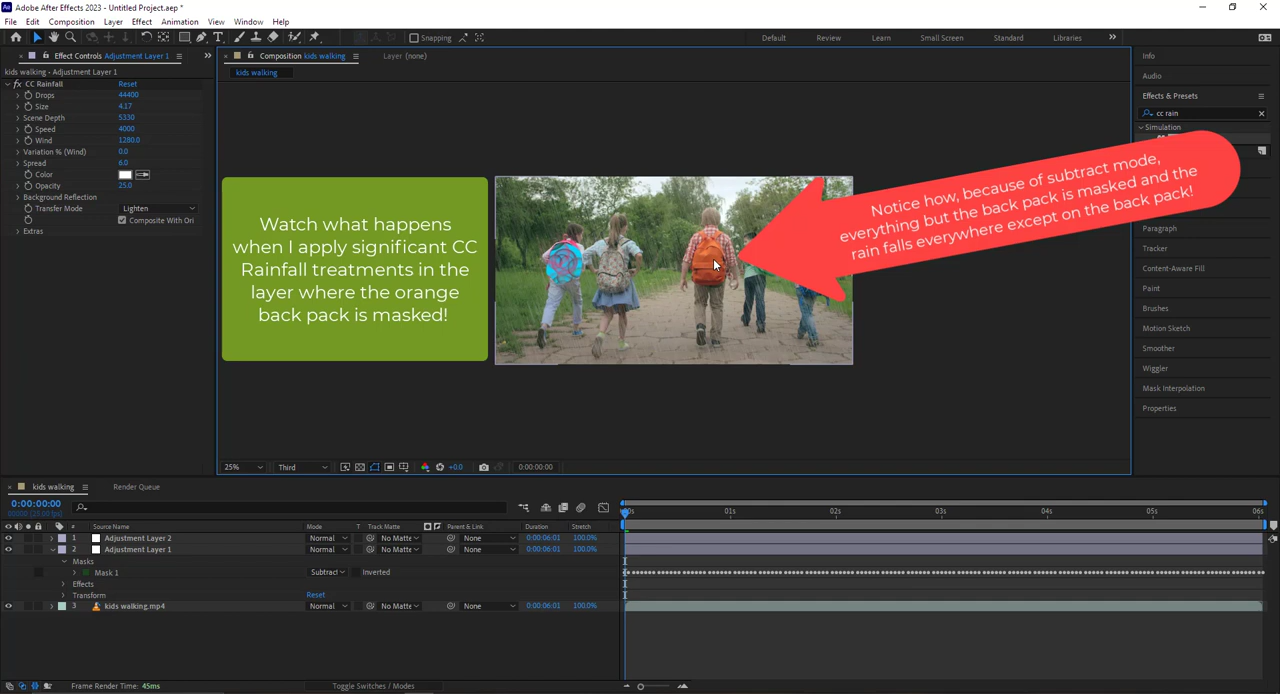 Adobe After Effects 2023 - Untitled Project.aep *
File Edit Composition Layer Effect Animation View Window Help
Snapping
Default Review Learn Small Screen Standard Libraries
Effect Controls Adjustment Layer 1
Composition kids walking
Layer (none)
kids walking - Adjustment Layer 1
kids walking
fx CC Rainfall Reset
Drops 44400
Size 4.17
Scene Depth 5330
Speed 4000
Wind 1280.0
Variation % (Wind) 0.0
Spread 6.0
Color
Opacity 25.0
Background Reflection
Transfer Mode Lighten
Composite With Ori
Extras
Watch what happens
when I apply significant CC
Rainfall treatments in the
layer where the orange
back pack is masked!
Notice how, because of subtract mode,
everything but the back pack is masked and the
rain falls everywhere except on the back pack!
Info
Audio
Effects & Presets
cc rain
Simulation
Paragraph
Tracker
Content-Aware Fill
Paint
Brushes
Motion Sketch
Smoother
Wiggler
Mask Interpolation
Properties
25% Third +0.0 0:00:00:00
kids walking Render Queue
0:00:00:00
00000 (25.00 fps)
:00s 01s 02s 03s 04s 05s 06s
# Source Name Mode T Track Matte Parent & Link Duration Stretch
1 Adjustment Layer 2 Normal No Matte None 0:00:06:01 100.0%
2 Adjustment Layer 1 Normal No Matte None 0:00:06:01 100.0%
Masks
Mask 1 Subtract Inverted
Effects
Transform Reset
3 kids walking.mp4 Normal No Matte None 0:00:06:01 100.0%
Frame Render Time: 45ms Toggle Switches / Modes